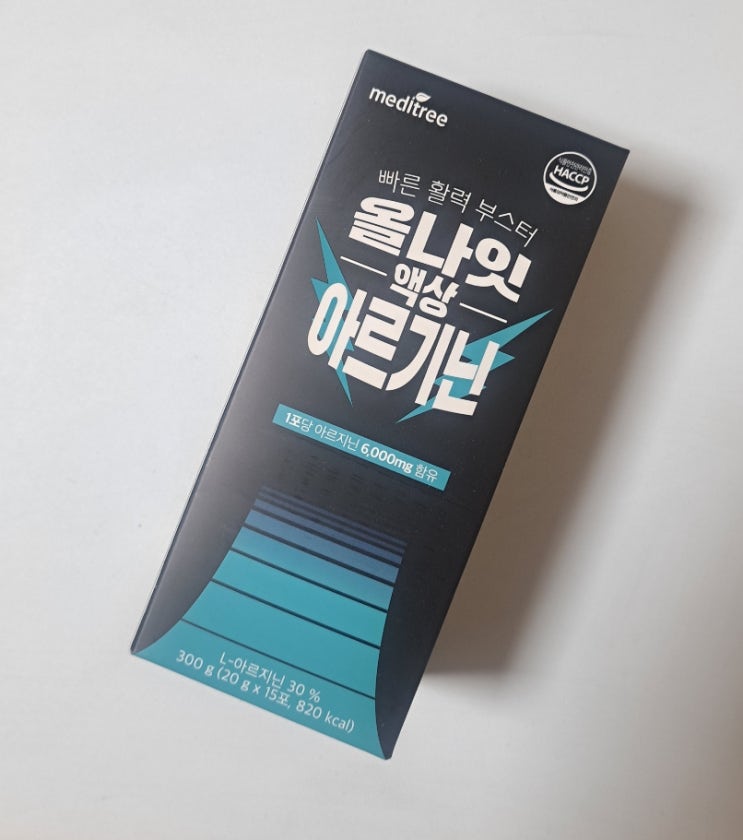 meditree
HACCP
빠른 활력 부스터
올나잇
액상
아르기닌
1포당 아르지닌 6,000mg 함유
L-아르지닌 30 %
300 g (20 g x 15포, 820 kcal)